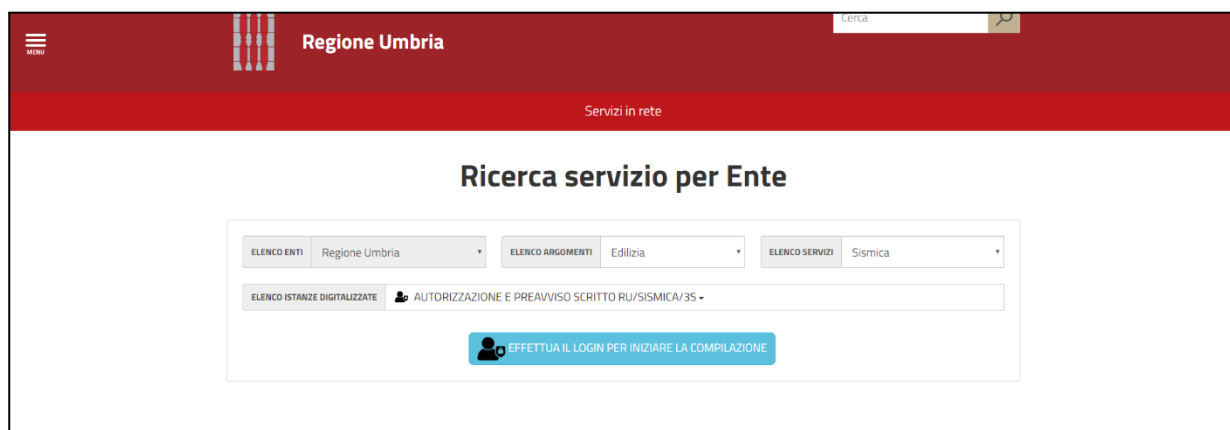 Cerca
MENU
Regione Umbria
Servizi in rete
Ricerca servizio per Ente
ELENCO ENTI Regione Umbria ELENCO ARGOMENTI Edilizia ELENCO SERVIZI Sismica
ELENCO ISTANZE DIGITALIZZATE AUTORIZZAZIONE E PREAVVISO SCRITTO RU/SISMICA/3S
EFFETTUA IL LOGIN PER INIZIARE LA COMPILAZIONE